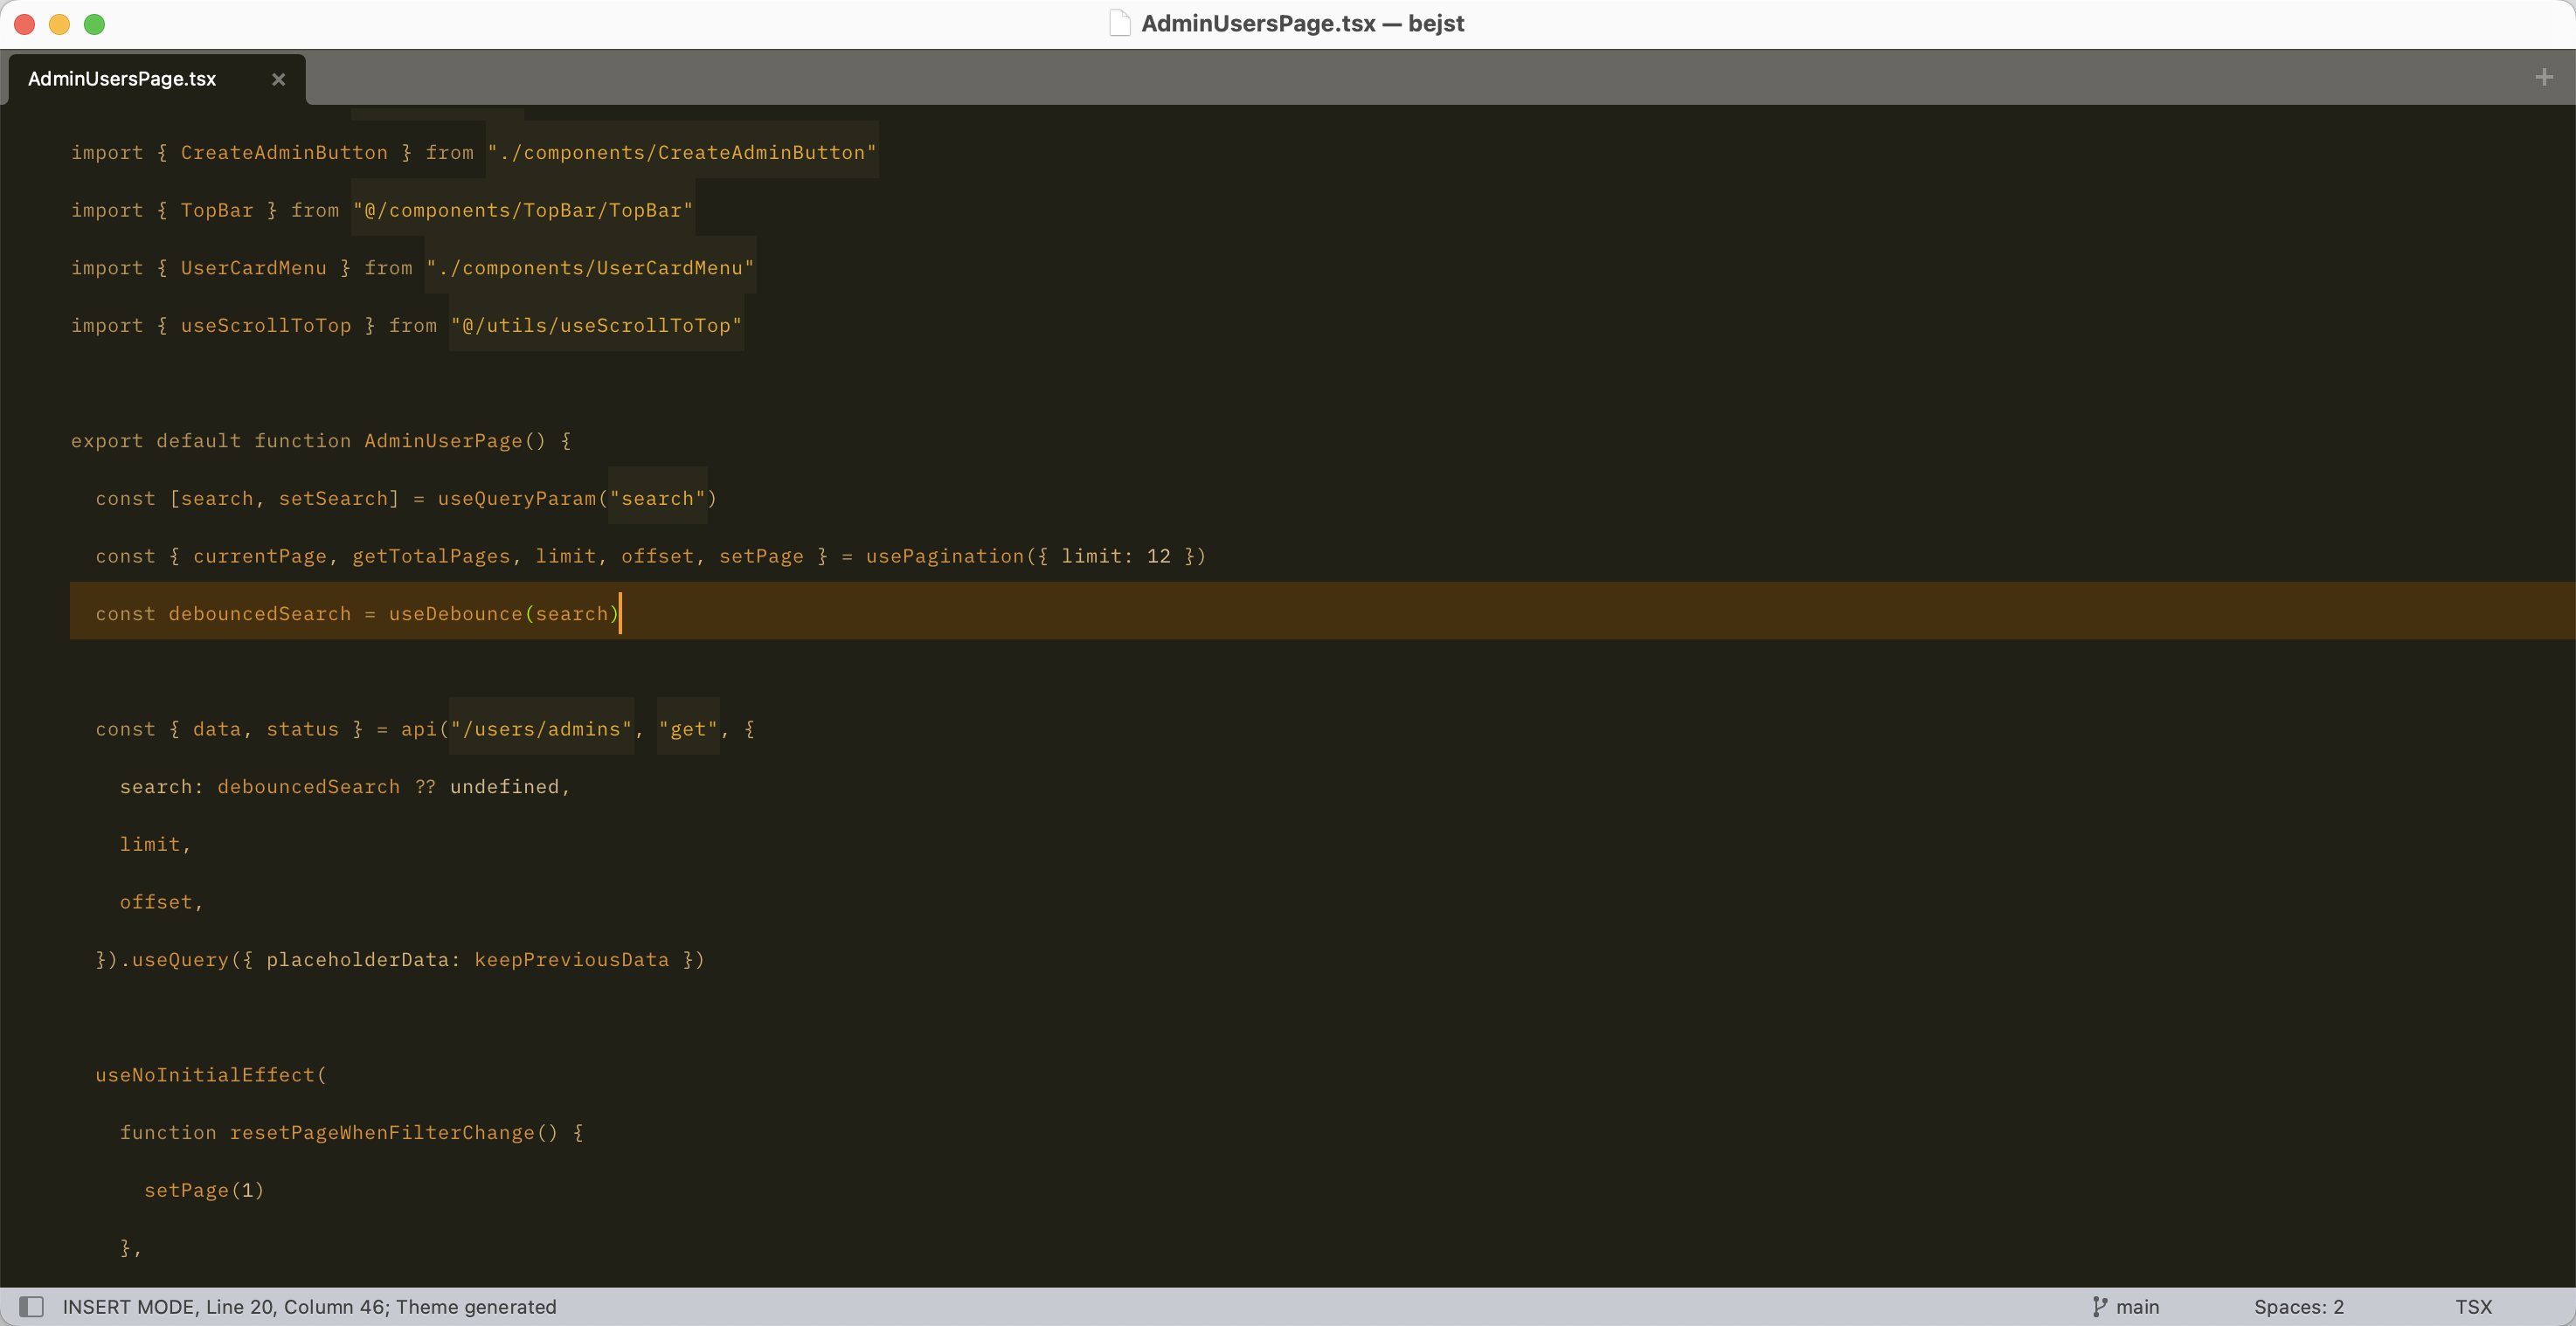 AdminUsersPage.tsx — bejst
AdminUsersPage.tsx
import { CreateAdminButton } from "./components/CreateAdminButton"
import { TopBar } from "@/components/TopBar/TopBar"
import { UserCardMenu } from "./components/UserCardMenu"
import { useScrollToTop } from "@/utils/useScrollToTop"
export default function AdminUserPage() {
const [search, setSearch] = useQueryParam("search")
const { currentPage, getTotalPages, limit, offset, setPage } = usePagination({ limit: 12 })
const debouncedSearch = useDebounce(search)
const { data, status } = api("/users/admins", "get", {
search: debouncedSearch ?? undefined,
limit,
offset,
}).useQuery({ placeholderData: keepPreviousData })
useNoInitialEffect(
function resetPageWhenFilterChange() {
setPage(1)
},
INSERT MODE, Line 20, Column 46; Theme generated
main
Spaces: 2
TSX